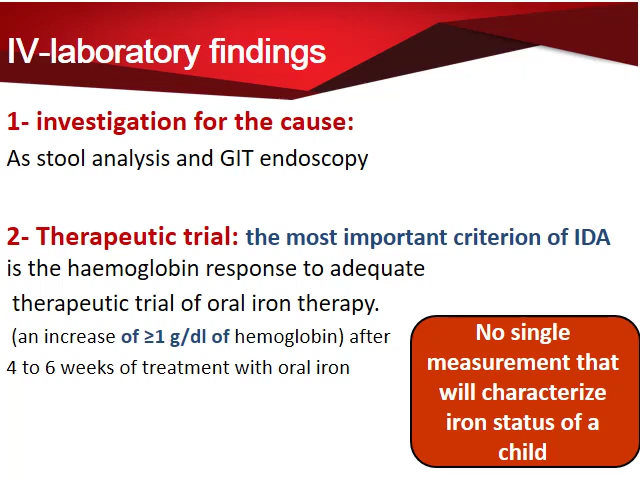 IV-laboratory findings
1- investigation for the cause:
As stool analysis and GIT endoscopy
2- Therapeutic trial: the most important criterion of IDA
is the haemoglobin response to adequate
therapeutic trial of oral iron therapy.
(an increase of ≥1 g/dl of hemoglobin) after
4 to 6 weeks of treatment with oral iron
No single
measurement that
will characterize
iron status of a
child